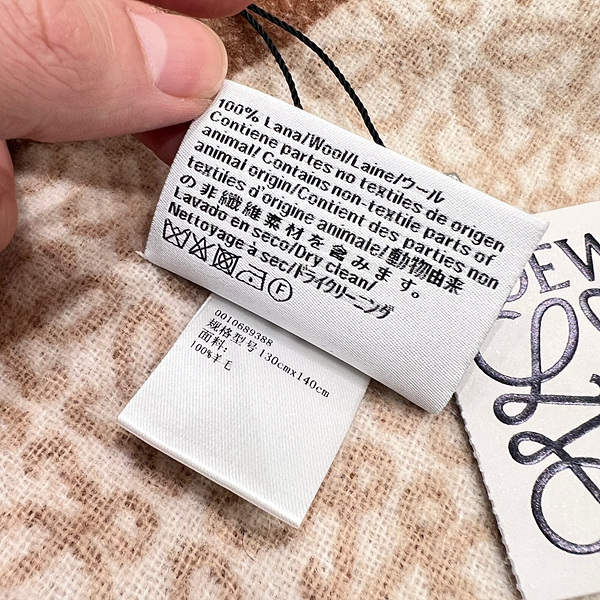 100% Lana/Wool/Laine/ウール
Contiene partes no textiles de origen
animal/ Contains non-textile parts of
animal origin/Contient des parties non
textiles d'origine animale/動物由来
の非繊維素材を含みます。
Lavado en seco/Dry clean/
Nettoyage à sec/ドライクリーニング
F
0010689388
规格型号 130cmx140cm
面料:
100%羊毛
OEW